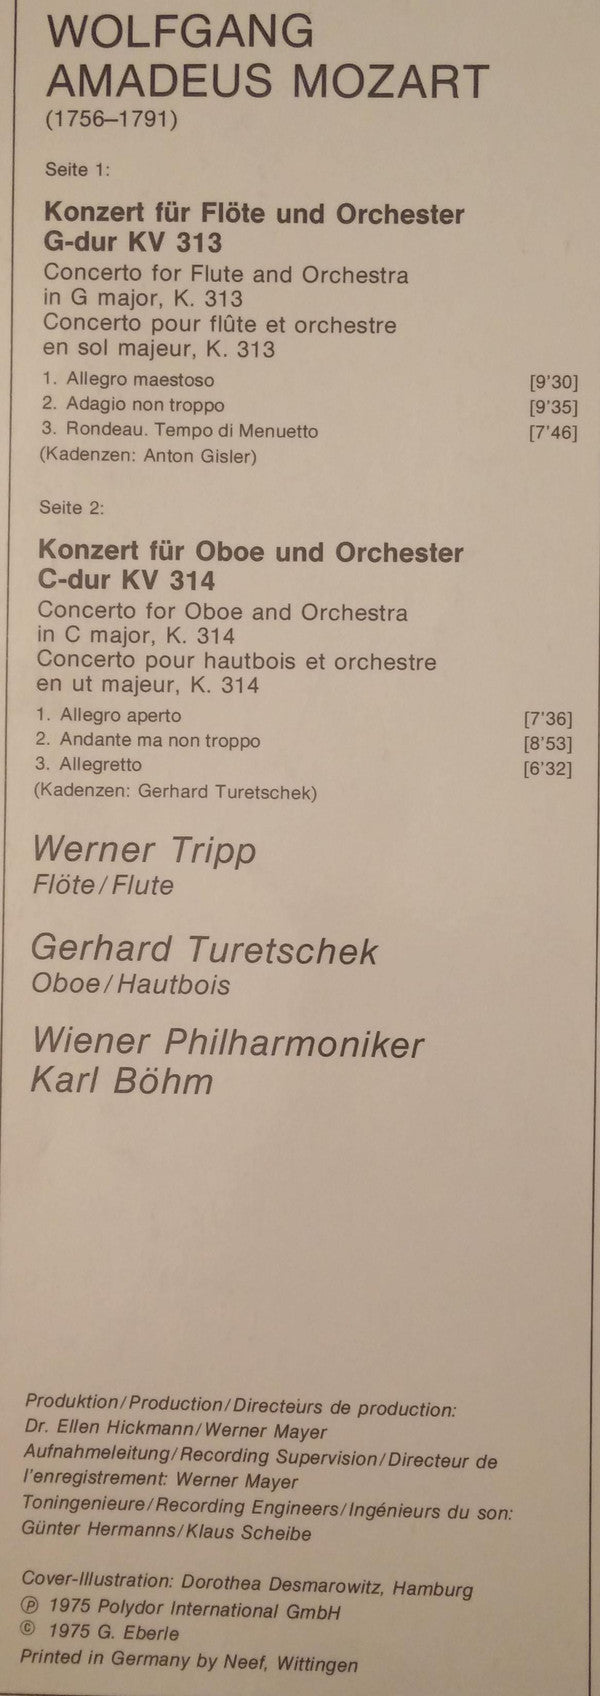 WOLFGANG
AMADEUS MOZART
(1756–1791)
Seite 1:
Konzert für Flöte und Orchester
G-dur KV 313
Concerto for Flute and Orchestra
in G major, K. 313
Concerto pour flûte et orchestre
en sol majeur, K. 313
1. Allegro maestoso [9'30]
2. Adagio non troppo [9'35]
3. Rondeau. Tempo di Menuetto [7'46]
(Kadenzen: Anton Gisler)
Seite 2:
Konzert für Oboe und Orchester
C-dur KV 314
Concerto for Oboe and Orchestra
in C major, K. 314
Concerto pour hautbois et orchestre
en ut majeur, K. 314
1. Allegro aperto [7'36]
2. Andante ma non troppo [8'53]
3. Allegretto [6'32]
(Kadenzen: Gerhard Turetschek)
Werner Tripp
Flöte/Flute
Gerhard Turetschek
Oboe/Hautbois
Wiener Philharmoniker
Karl Böhm
Produktion/Production/Directeurs de production:
Dr. Ellen Hickmann/Werner Mayer
Aufnahmeleitung/Recording Supervision/Directeur de
l'enregistrement: Werner Mayer
Toningenieure/Recording Engineers/Ingénieurs du son:
Günter Hermanns/Klaus Scheibe
Cover-Illustration: Dorothea Desmarowitz, Hamburg
℗ 1975 Polydor International GmbH
© 1975 G. Eberle
Printed in Germany by Neef, Wittingen